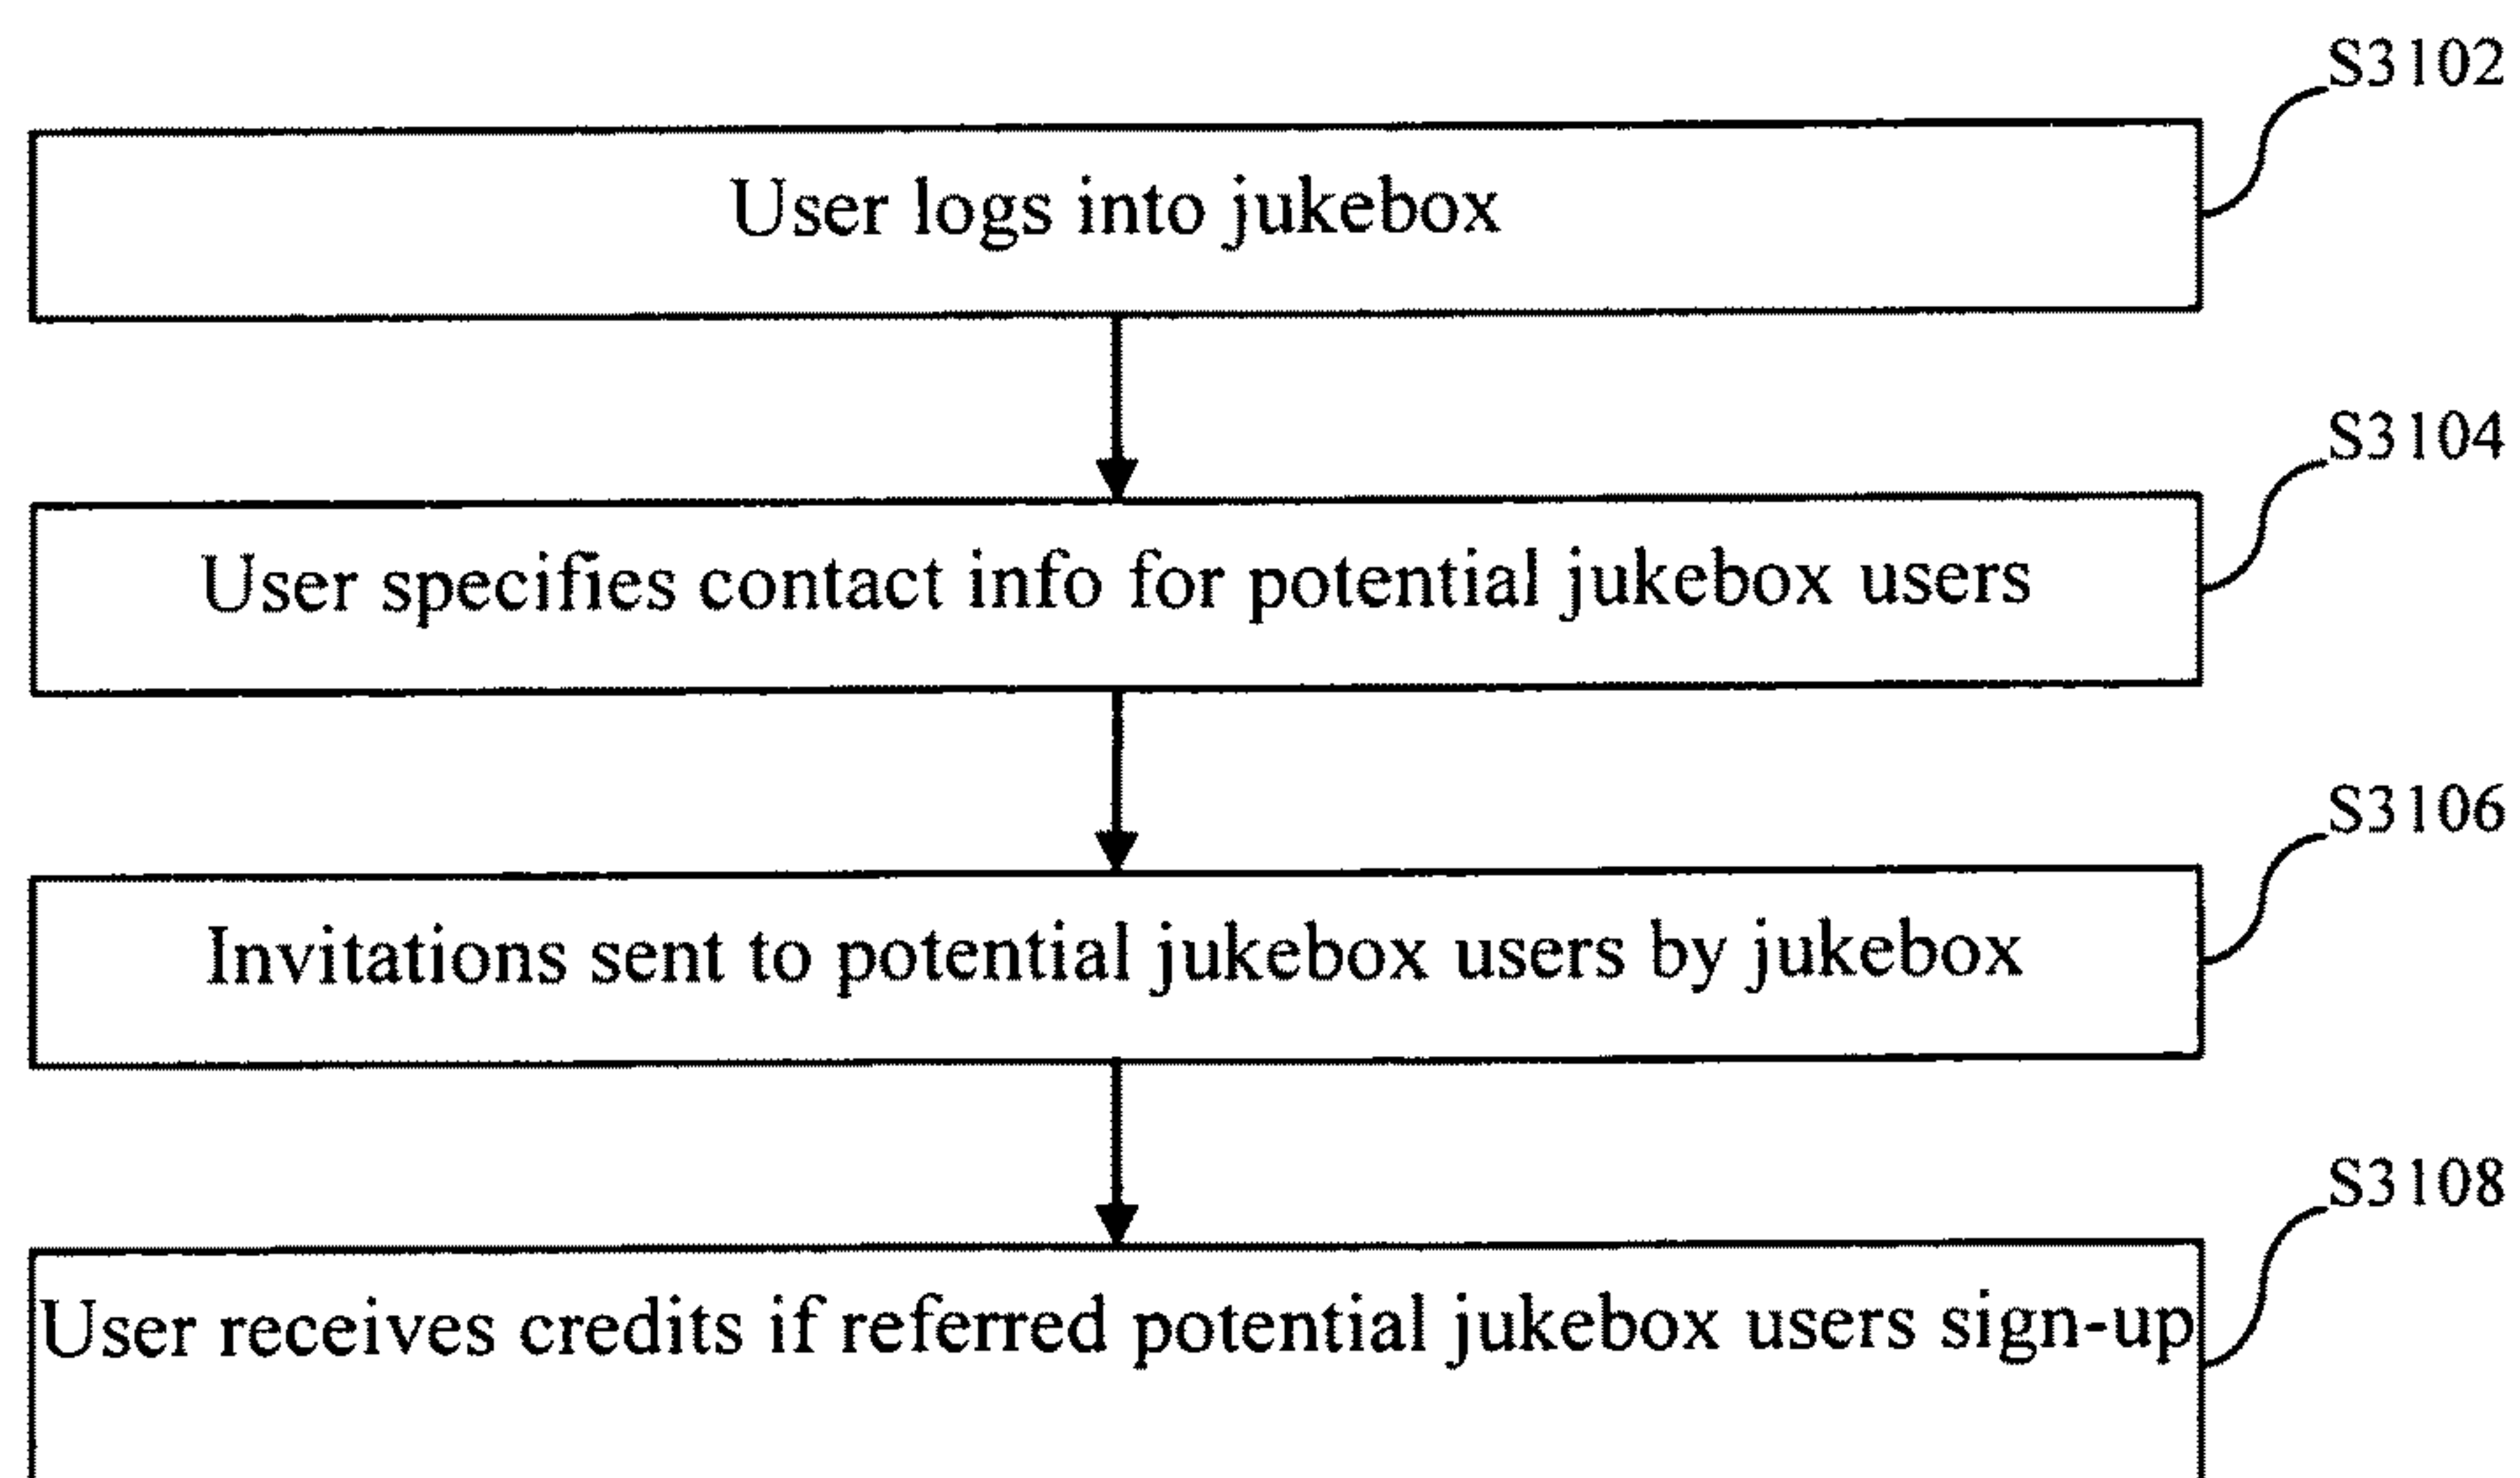 S3102
User logs into jukebox
S3104
User specifies contact info for potential jukebox users
S3106
Invitations sent to potential jukebox users by jukebox
S3108
User receives credits if referred potential jukebox users sign-up